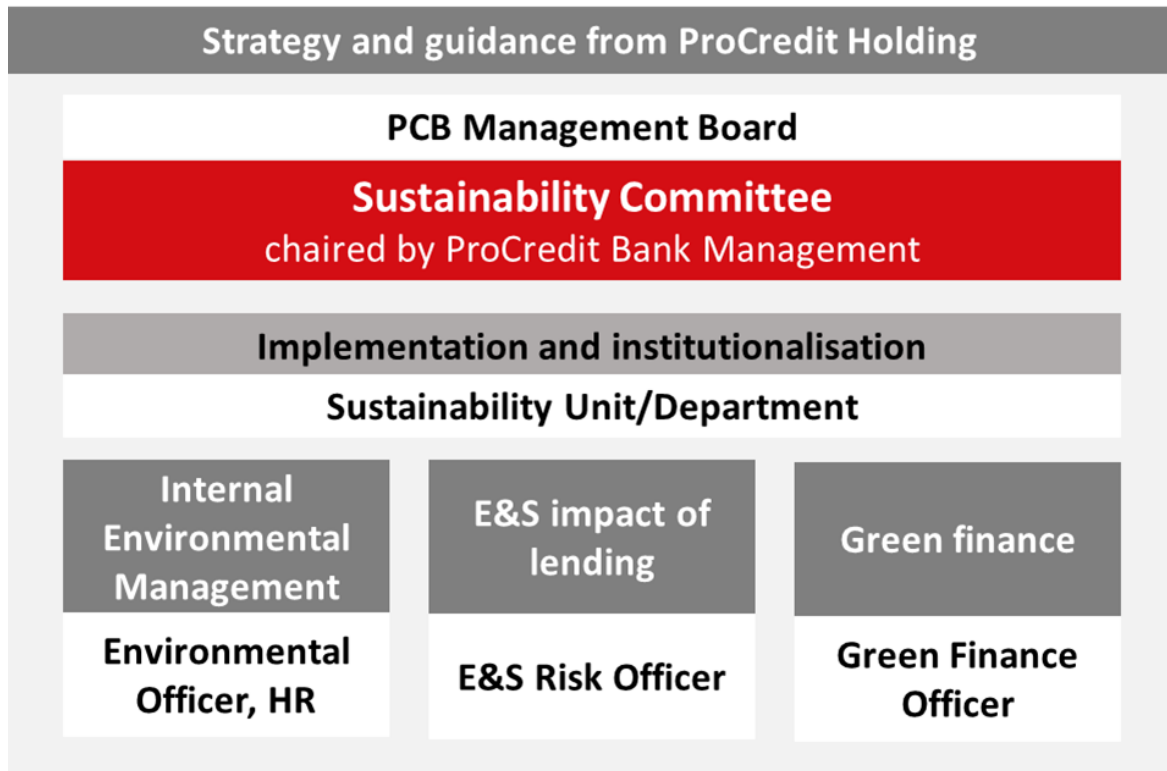 Strategy and guidance from ProCredit Holding
PCB Management Board
Sustainability Committee
chaired by ProCredit Bank Management
Implementation and institutionalisation
Sustainability Unit/Department
Internal
Environmental
Management
Environmental
Officer, HR
E&S impact of
lending
E&S Risk Officer
Green finance
Green Finance
Officer